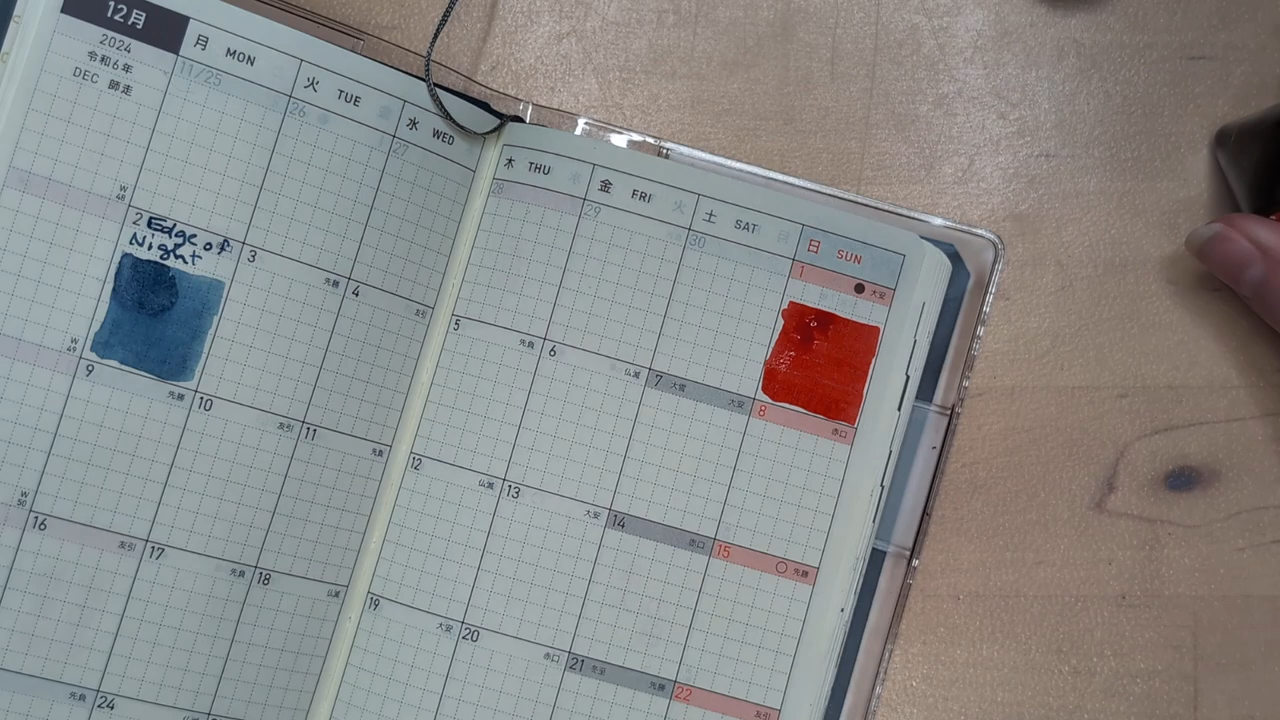 12月
2024
令和6年
DEC 師走
月 MON
火 TUE
水 WED
木 THU
金 FRI
土 SAT
日 SUN
11/25
26
27
28
29
30
1
大安
W
48
2 Edge of
Night
3
先勝
4
友引
5
先負
6
仏滅
7 大雪
大安
8
赤口
W
49
9
先勝
10
友引
11
先負
12
仏滅
13
大安
14
赤口
15
先勝
W
50
16
友引
17
先負
18
仏滅
19
大安
20
赤口
21 冬至
先勝
22
友引
先負
24